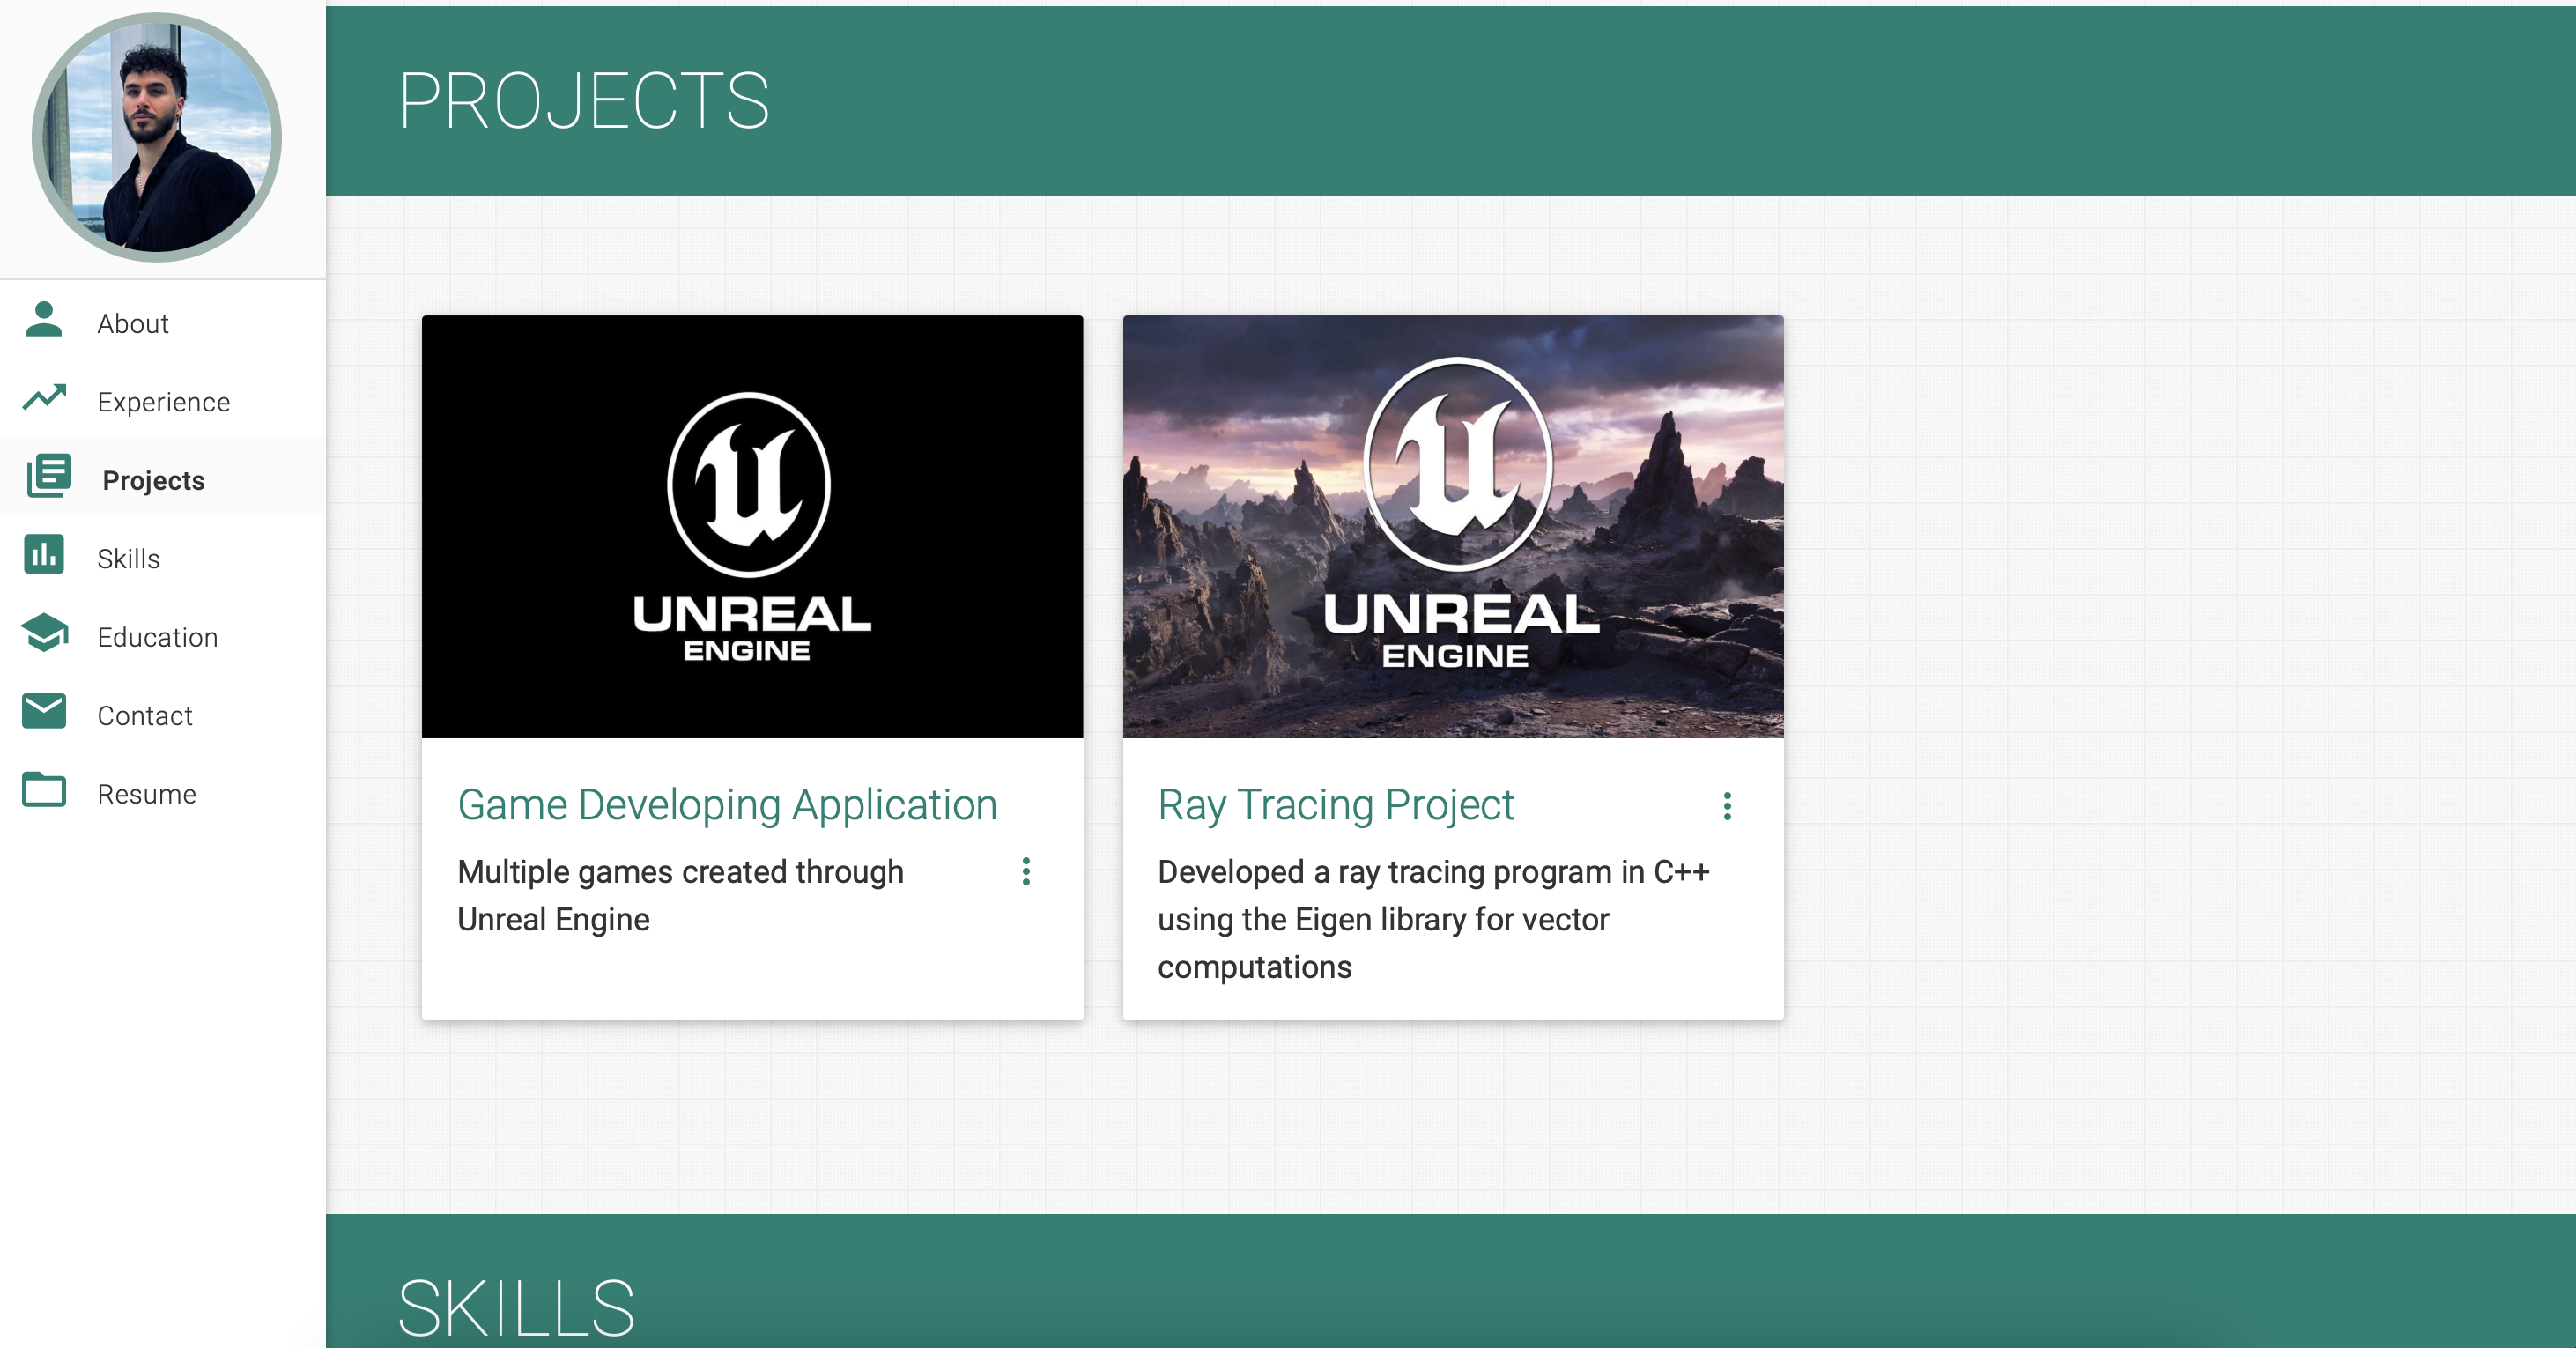 PROJECTS
About
Experience
Projects
Skills
Education
Contact
Resume
UNREAL
ENGINE
Game Developing Application
Multiple games created through
Unreal Engine
UNREAL
ENGINE
Ray Tracing Project
Developed a ray tracing program in C++
using the Eigen library for vector
computations
SKILLS